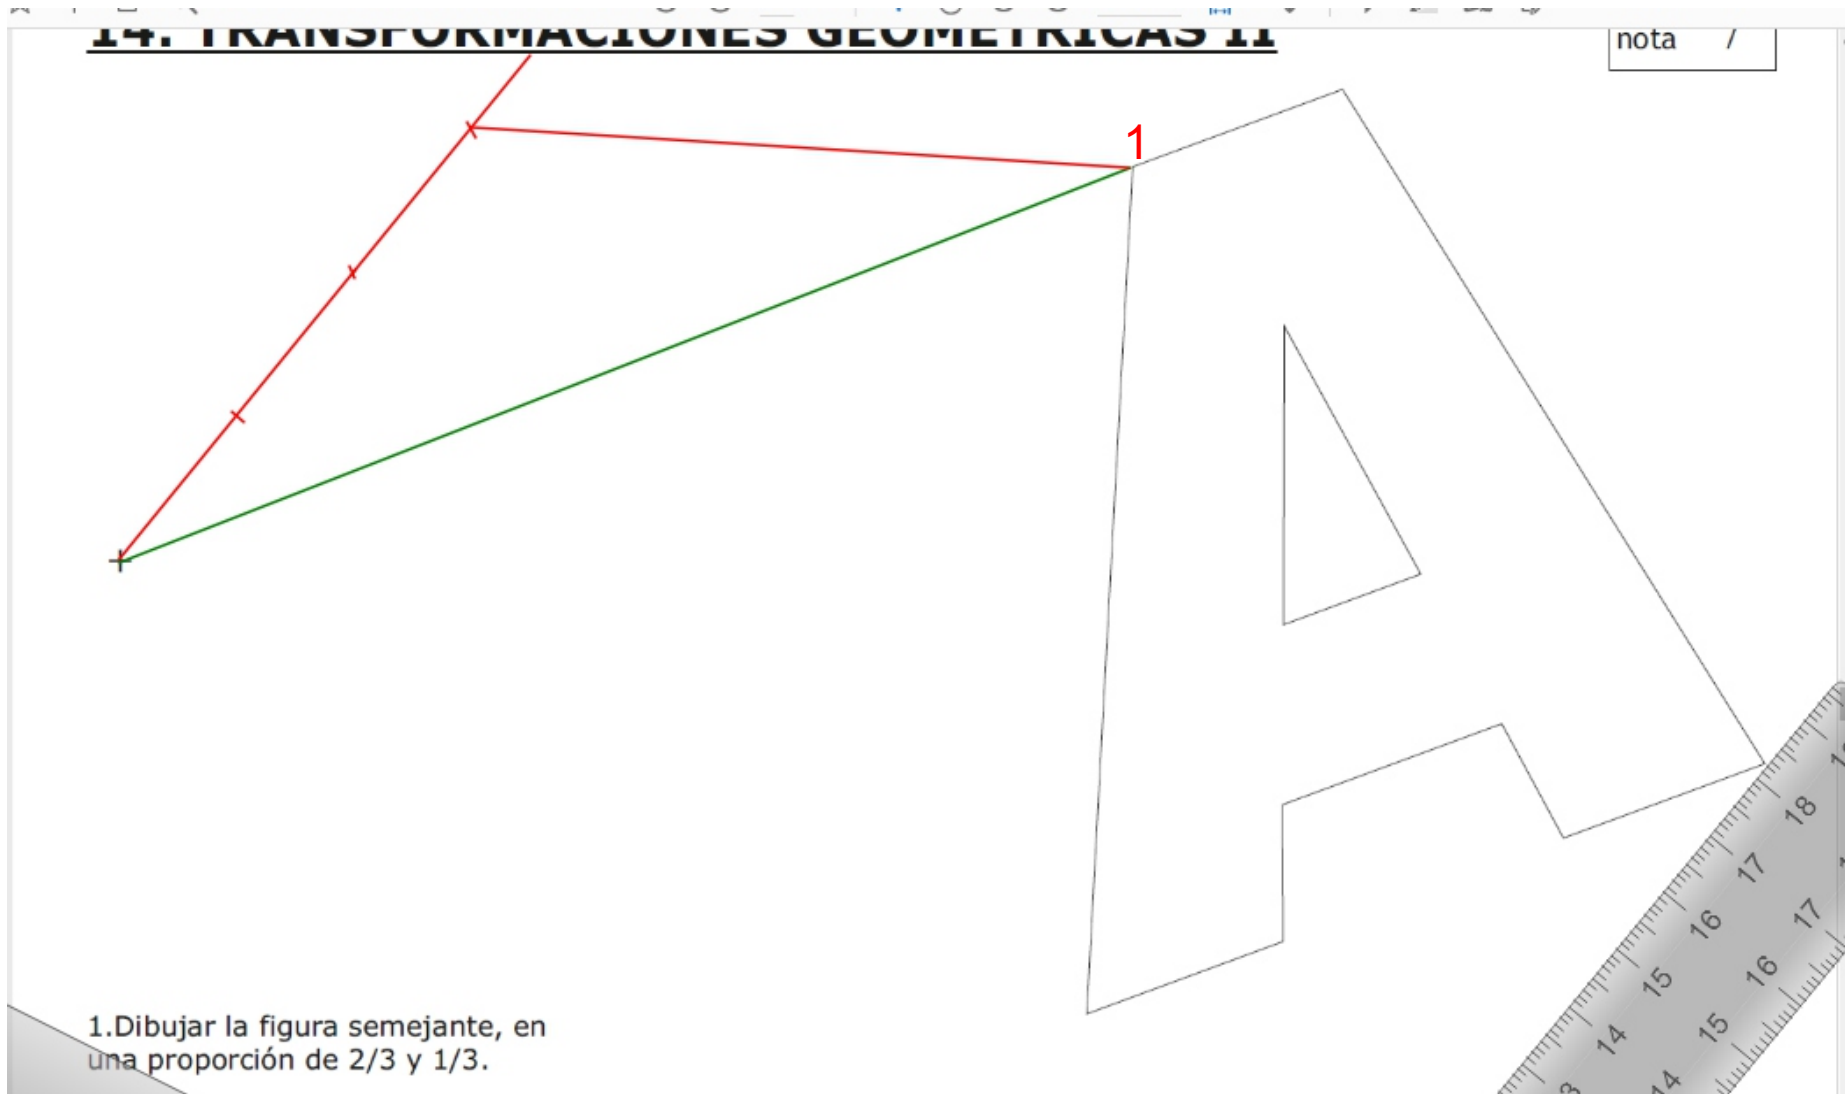 14. TRANSFORMACIONES GEOMETRICAS II
nota /
1
18
17
17
16
16
15
15
14
14
1.Dibujar la figura semejante, en
una proporción de 2/3 y 1/3.